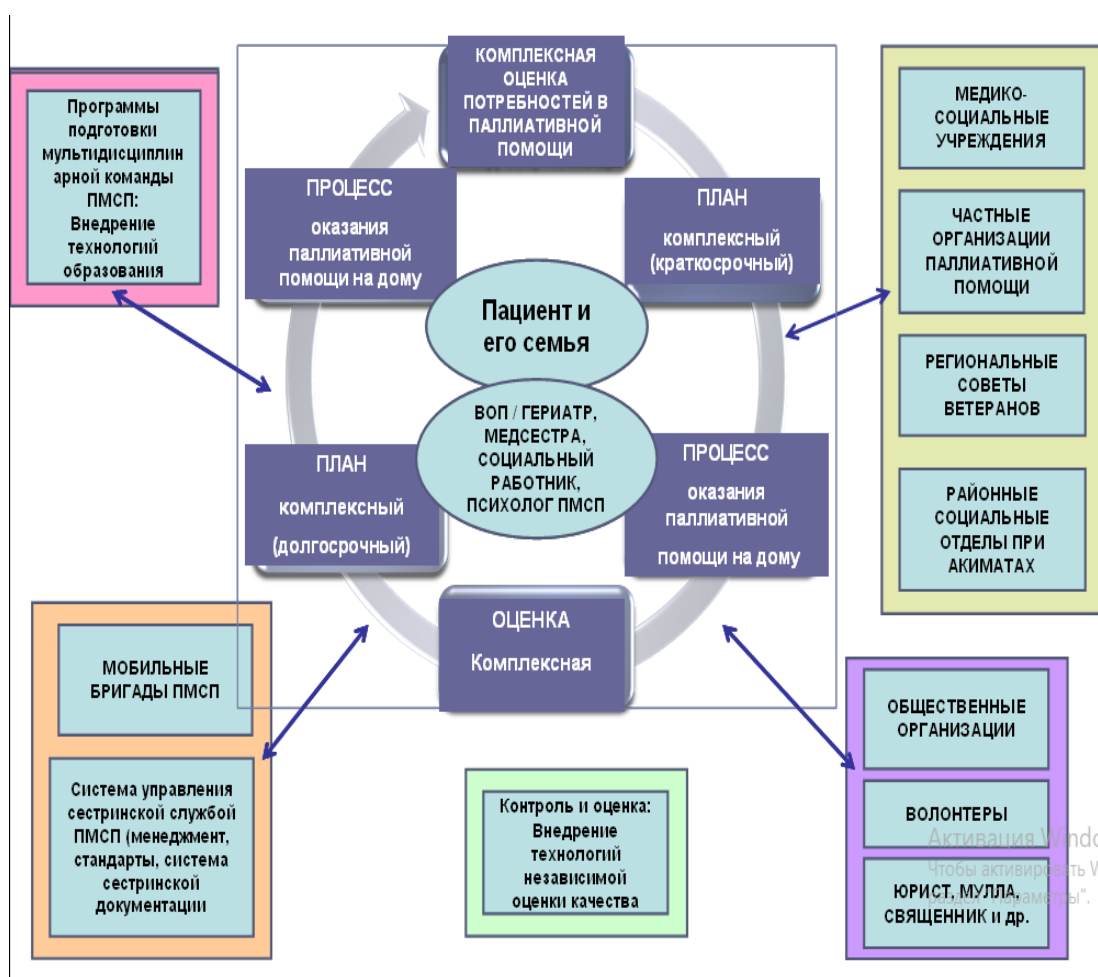 Программы
подготовки
мультидисциплин
арной команды
ПМСП:
Внедрение
технологий
образования
КОМПЛЕКСНАЯ
ОЦЕНКА
ПОТРЕБНОСТЕЙ В
ПАЛЛИАТИВНОЙ
ПОМОЩИ
ПРОЦЕСС
оказания
паллиативной
помощи на дому
ПЛАН
комплексный
(краткосрочный)
Пациент и
его семья
ВОП / ГЕРИАТР,
МЕДСЕСТРА,
СОЦИАЛЬНЫЙ
РАБОТНИК,
ПСИХОЛОГ ПМСП
ПЛАН
комплексный
(долгосрочный)
ПРОЦЕСС
оказания
паллиативной
помощи на дому
ОЦЕНКА
Комплексная
МЕДИКО-
СОЦИАЛЬНЫЕ
УЧРЕЖДЕНИЯ
ЧАСТНЫЕ
ОРГАНИЗАЦИИ
ПАЛЛИАТИВНОЙ
ПОМОЩИ
РЕГИОНАЛЬНЫЕ
СОВЕТЫ
ВЕТЕРАНОВ
РАЙОННЫЕ
СОЦИАЛЬНЫЕ
ОТДЕЛЫ ПРИ
АКИМАТАХ
МОБИЛЬНЫЕ
БРИГАДЫ ПМСП
Система управления
сестринской службой
ПМСП (менеджмент,
стандарты, система
сестринской
документации
Контроль и оценка:
Внедрение
технологий
независимой
оценки качества
ОБЩЕСТВЕННЫЕ
ОРГАНИЗАЦИИ
ВОЛОНТЕРЫ
ЮРИСТ, МУЛЛА,
СВЯЩЕННИК и др.
Активация Windo
Чтобы активировать W
раздел "Параметры".